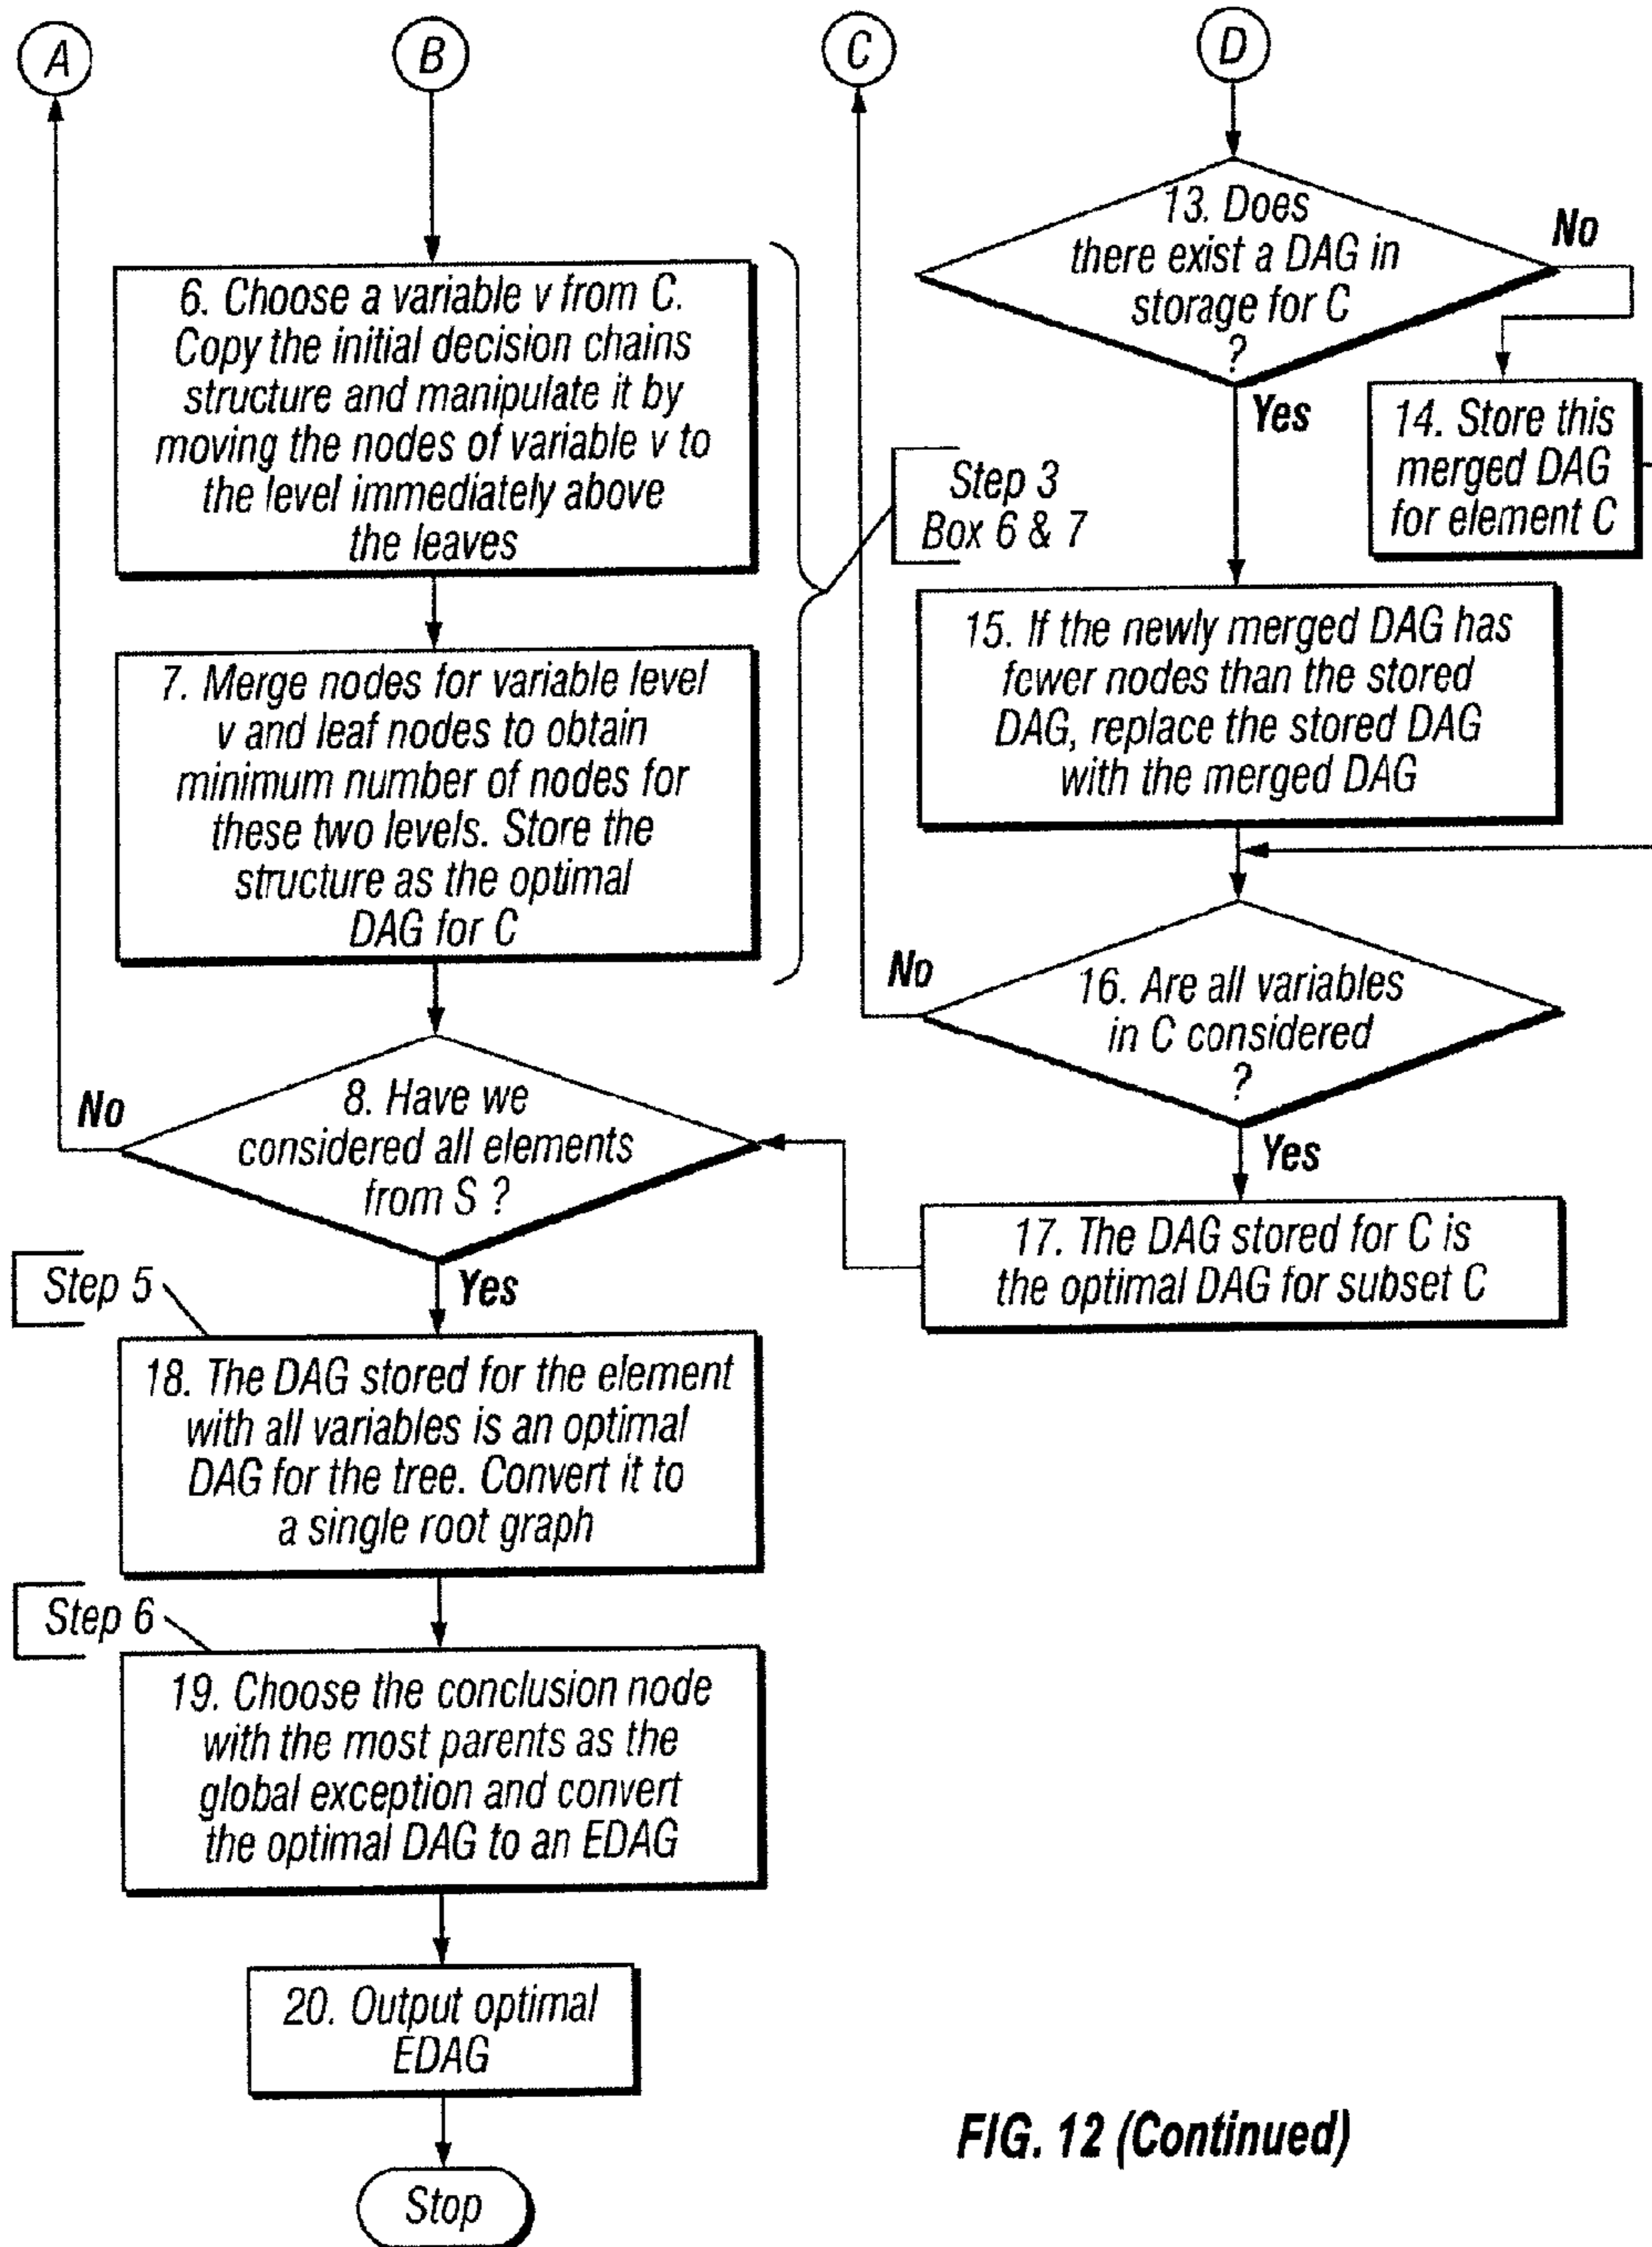 A
B
C
D
6. Choose a variable v from C.
Copy the initial decision chains
structure and manipulate it by
moving the nodes of variable v to
the level immediately above
the leaves
7. Merge nodes for variable level
v and leaf nodes to obtain
minimum number of nodes for
these two levels. Store the
structure as the optimal
DAG for C
Step 3
Box 6 & 7
8. Have we
considered all elements
from S ?
No
Yes
Step 5
18. The DAG stored for the element
with all variables is an optimal
DAG for the tree. Convert it to
a single root graph
Step 6
19. Choose the conclusion node
with the most parents as the
global exception and convert
the optimal DAG to an EDAG
20. Output optimal
EDAG
Stop
13. Does
there exist a DAG in
storage for C
?
No
Yes
14. Store this
merged DAG
for element C
15. If the newly merged DAG has
fewer nodes than the stored
DAG, replace the stored DAG
with the merged DAG
16. Are all variables
in C considered
?
No
Yes
17. The DAG stored for C is
the optimal DAG for subset C
FIG. 12 (Continued)